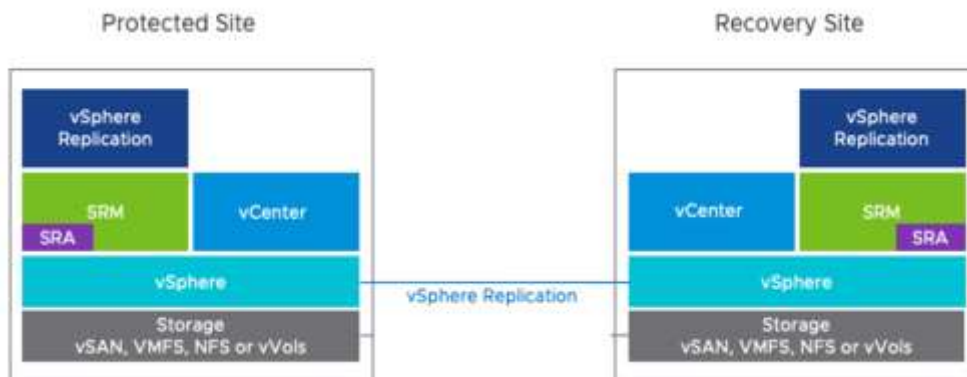 Protected Site
Recovery Site
vSphere
Replication
SRM
SRA
vCenter
vSphere
Storage
vSAN, VMFS, NFS or vVols
vSphere Replication
vSphere
Replication
vCenter
SRM
SRA
vSphere
Storage
vSAN, VMFS, NFS or vVols